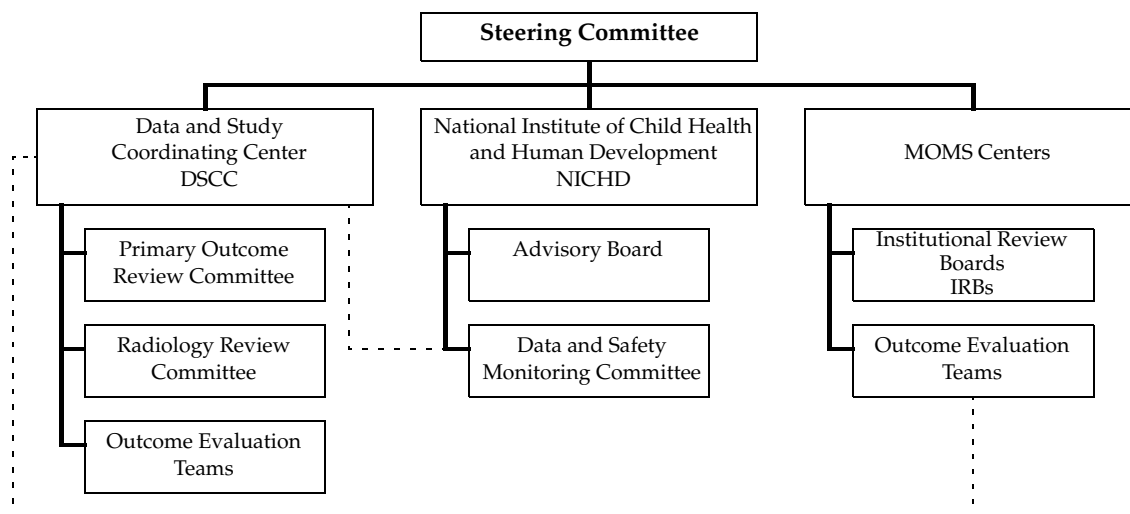 Steering Committee
Data and Study
Coordinating Center
DSCC
National Institute of Child Health
and Human Development
NICHD
MOMS Centers
Primary Outcome
Review Committee
Advisory Board
Institutional Review
Boards
IRBs
Radiology Review
Committee
Data and Safety
Monitoring Committee
Outcome Evaluation
Teams
Outcome Evaluation
Teams